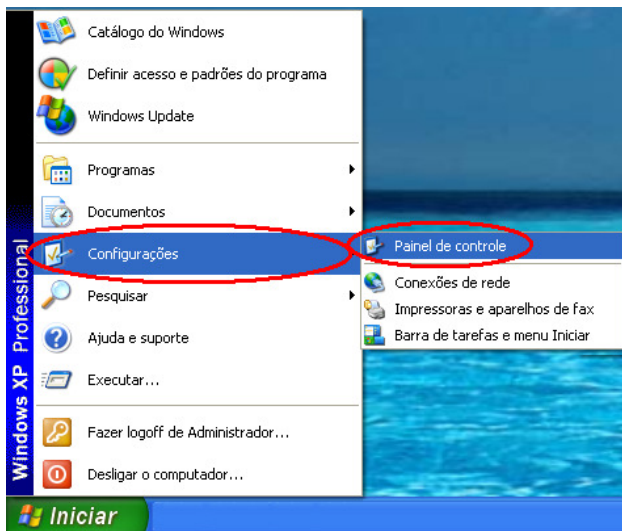 Catálogo do Windows
Definir acesso e padrões do programa
Windows Update
Programas
Documentos
Configurações
Pesquisar
Ajuda e suporte
Executar...
Fazer logoff de Administrador...
Desligar o computador...
Painel de controle
Conexões de rede
Impressoras e aparelhos de fax
Barra de tarefas e menu Iniciar
Windows XP Professional
Iniciar